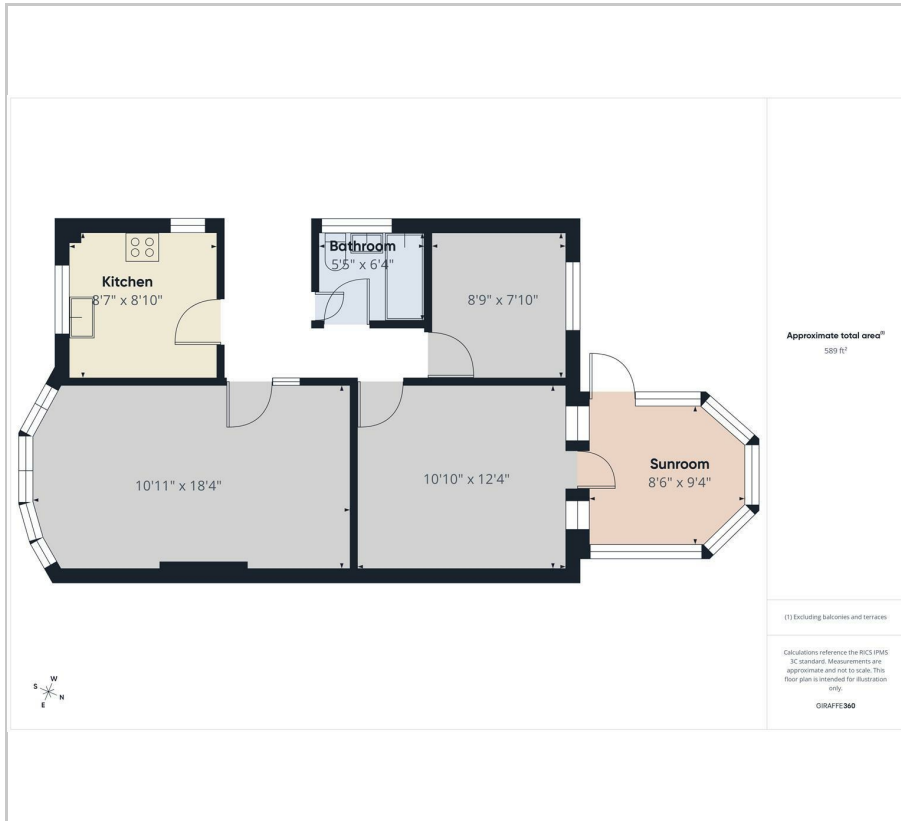 Bathroom
5'5" x 6'4"
Kitchen
8'7" x 8'10"
8'9" x 7'10"
10'11" x 18'4"
10'10" x 12'4"
Sunroom
8'6" x 9'4"
Approximate total area⁽¹⁾
589 ft²
(1) Excluding balconies and terraces
Calculations reference the RICS IPMS
3C standard. Measurements are
approximate and not to scale. This
floor plan is intended for illustration
only.
GIRAFFE360
W
S
N
E